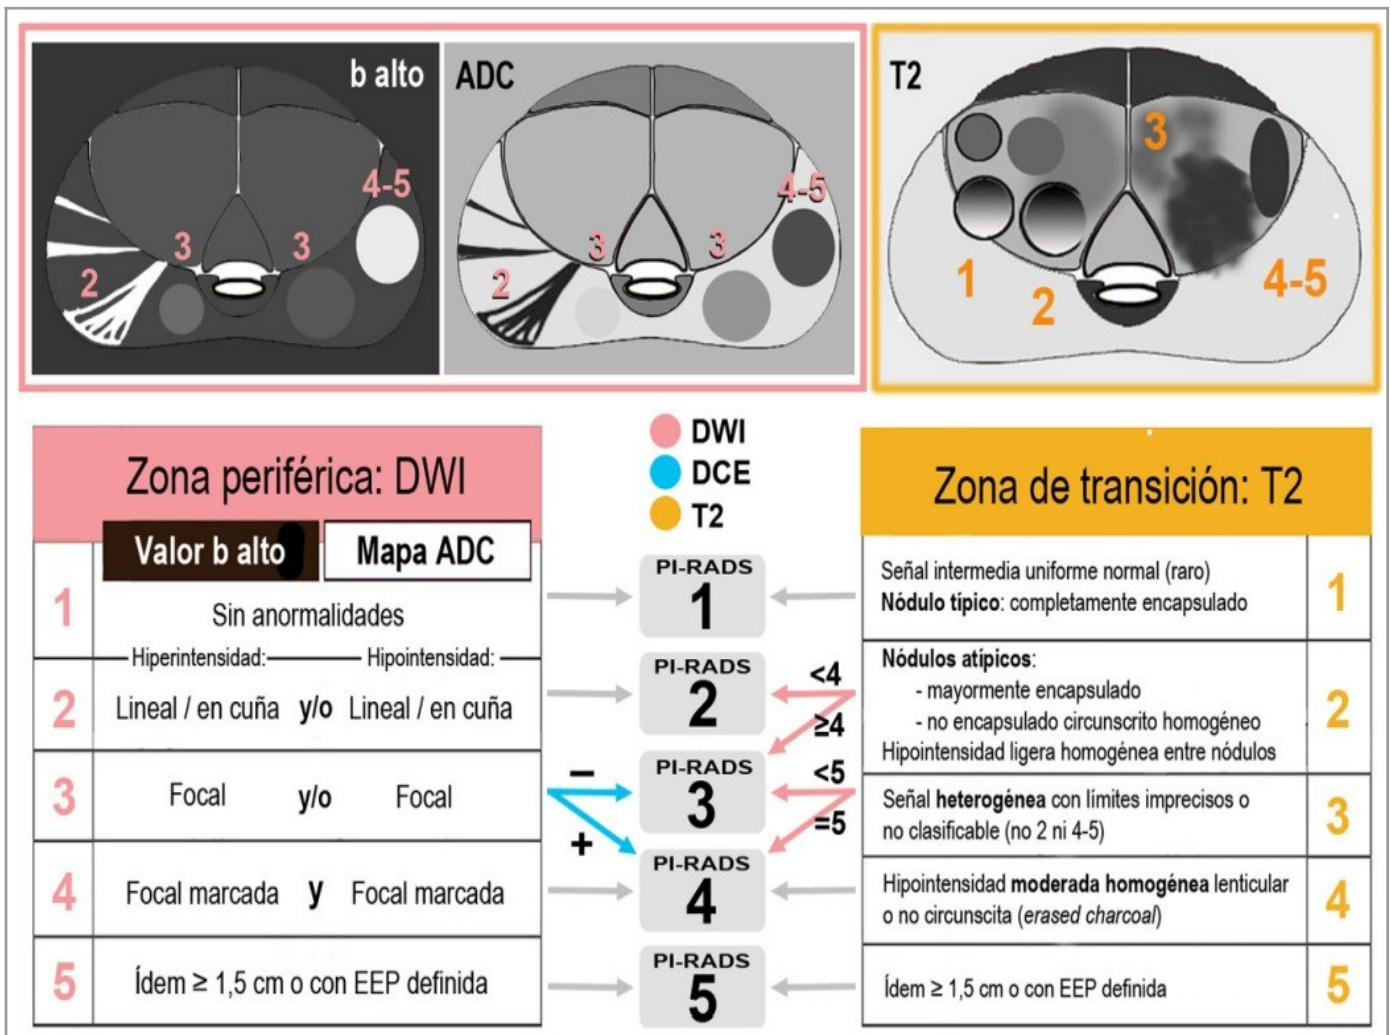 b alto
ADC
T2
4-5
3
3
2
4-5
3
3
2
3
1
2
4-5
DWI
DCE
T2
Zona periférica: DWI
Valor b alto
Mapa ADC
1
Sin anormalidades
Hiperintensidad:
Hipointensidad:
2
Lineal / en cuña y/o Lineal / en cuña
3
Focal y/o Focal
4
Focal marcada y Focal marcada
5
Ídem ≥ 1,5 cm o con EEP definida
–
+
PI-RADS
1
PI-RADS
2
PI-RADS
3
PI-RADS
4
PI-RADS
5
<4
≥4
<5
=5
Zona de transición: T2
Señal intermedia uniforme normal (raro)
Nódulo típico: completamente encapsulado
1
Nódulos atípicos:
- mayormente encapsulado
- no encapsulado circunscrito homogéneo
Hipointensidad ligera homogénea entre nódulos
2
Señal heterogénea con límites imprecisos o
no clasificable (no 2 ni 4-5)
3
Hipointensidad moderada homogénea lenticular
o no circunscita (erased charcoal)
4
Ídem ≥ 1,5 cm o con EEP definida
5